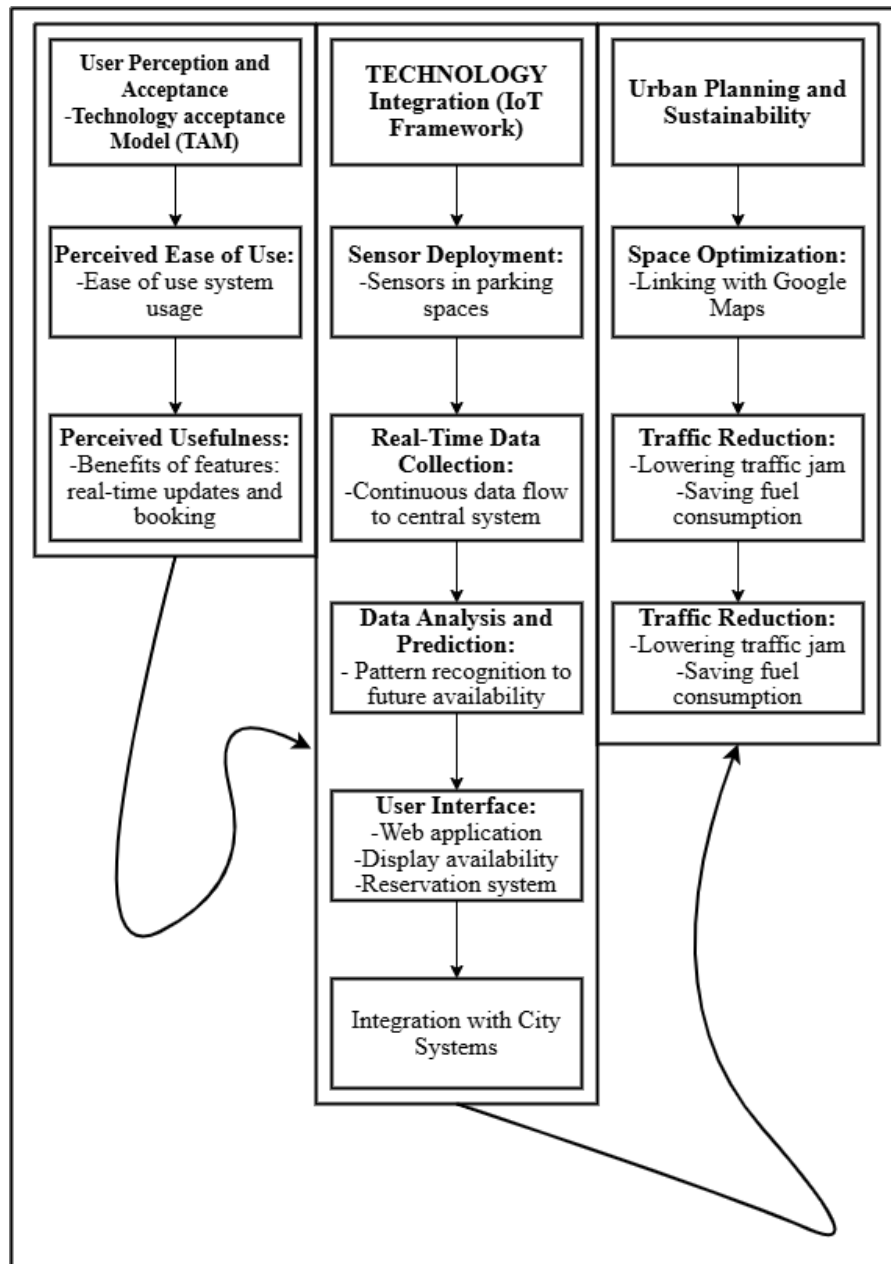 User Perception and
Acceptance
-Technology acceptance
Model (TAM)
Perceived Ease of Use:
-Ease of use system
usage
Perceived Usefulness:
-Benefits of features:
real-time updates and
booking
TECHNOLOGY
Integration (IoT
Framework)
Sensor Deployment:
-Sensors in parking
spaces
Real-Time Data
Collection:
-Continuous data flow
to central system
Data Analysis and
Prediction:
- Pattern recognition to
future availability
User Interface:
-Web application
-Display availability
-Reservation system
Integration with City
Systems
Urban Planning and
Sustainability
Space Optimization:
-Linking with Google
Maps
Traffic Reduction:
-Lowering traffic jam
-Saving fuel
consumption
Traffic Reduction:
-Lowering traffic jam
-Saving fuel
consumption